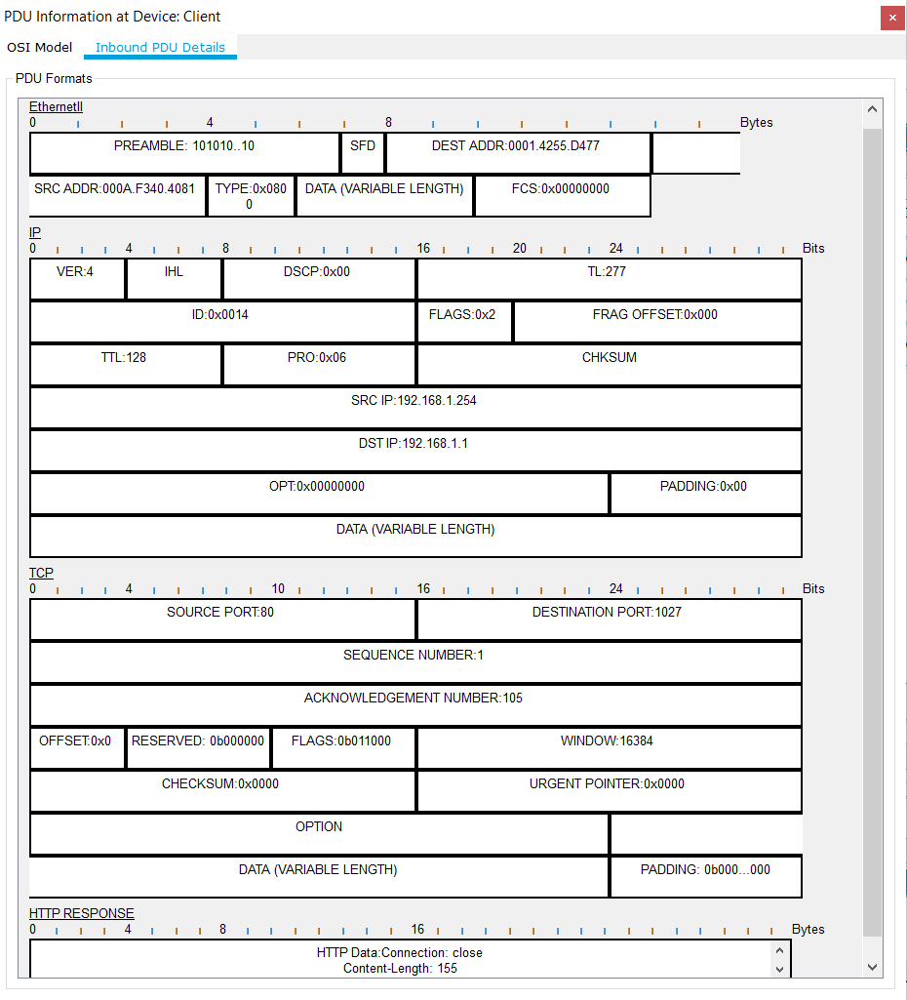 PDU Information at Device: Client
OSI Model Inbound PDU Details
PDU Formats
EthernetII
0 4 8 Bytes
PREAMBLE: 101010..10 SFD DEST ADDR:0001.4255.D477
SRC ADDR:000A.F340.4081 TYPE:0x080 DATA (VARIABLE LENGTH) FCS:0x00000000
0
IP
0 4 8 16 20 24 Bits
VER:4 IHL DSCP:0x00 TL:277
ID:0x0014 FLAGS:0x2 FRAG OFFSET:0x000
TTL:128 PRO:0x06 CHKSUM
SRC IP:192.168.1.254
DST IP:192.168.1.1
OPT:0x00000000 PADDING:0x00
DATA (VARIABLE LENGTH)
TCP
0 4 10 16 24 Bits
SOURCE PORT:80 DESTINATION PORT:1027
SEQUENCE NUMBER:1
ACKNOWLEDGEMENT NUMBER:105
OFFSET:0x0 RESERVED: 0b000000 FLAGS:0b011000 WINDOW:16384
CHECKSUM:0x0000 URGENT POINTER:0x0000
OPTION
DATA (VARIABLE LENGTH) PADDING: 0b000...000
HTTP RESPONSE
0 4 8 16 Bytes
HTTP Data:Connection: close
Content-Length: 155